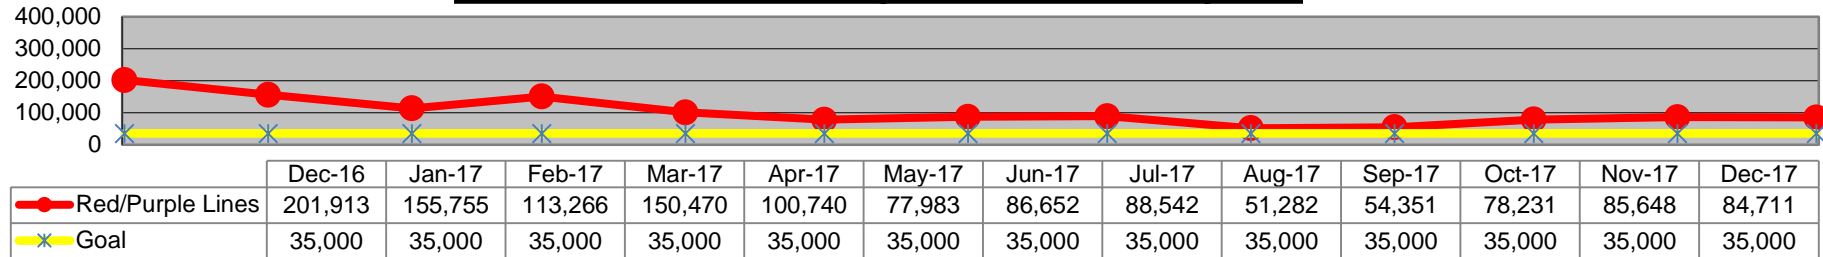 400,000
300,000
200,000
100,000
0
Dec-16 Jan-17 Feb-17 Mar-17 Apr-17 May-17 Jun-17 Jul-17 Aug-17 Sep-17 Oct-17 Nov-17 Dec-17
Red/Purple Lines 201,913 155,755 113,266 150,470 100,740 77,983 86,652 88,542 51,282 54,351 78,231 85,648 84,711
Goal 35,000 35,000 35,000 35,000 35,000 35,000 35,000 35,000 35,000 35,000 35,000 35,000 35,000